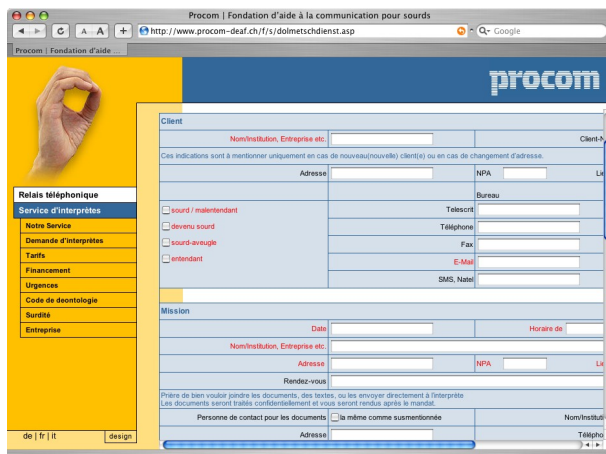 Procom | Fondation d'aide à la communication pour sourds
A A
http://www.procom-deaf.ch/f/s/dolmetschdienst.asp
Google
Procom | Fondation d'aide ...
procom
Relais téléphonique
Service d'interprètes
Notre Service
Demande d'interprètes
Tarifs
Financement
Urgences
Code de deontologie
Surdité
Entreprise
de | fr | it
design
Client
Nom/Institution, Entreprise etc.
Client-N
Ces indications sont à mentionner uniquement en cas de nouveau(nouvelle) client(e) ou en cas de changement d'adresse.
Adresse
NPA
Lie
Bureau
sourd / malentendant
Telescrit
devenu sourd
Téléphone
sourd-aveugle
Fax
entendant
E-Mail
SMS, Natel
Mission
Date
Horaire de
Nom/Institution, Entreprise etc.
Adresse
NPA
Rendez-vous
Prière de bien vouloir joindre les documents, des textes, ou les envoyer directement à l'interprète
Les documents seront traités confidentiellement et vous seront rendus après le mandat.
Personne de contact pour les documents
la même comme susmentionnée
Nom/Instituti
Adresse
Télépho